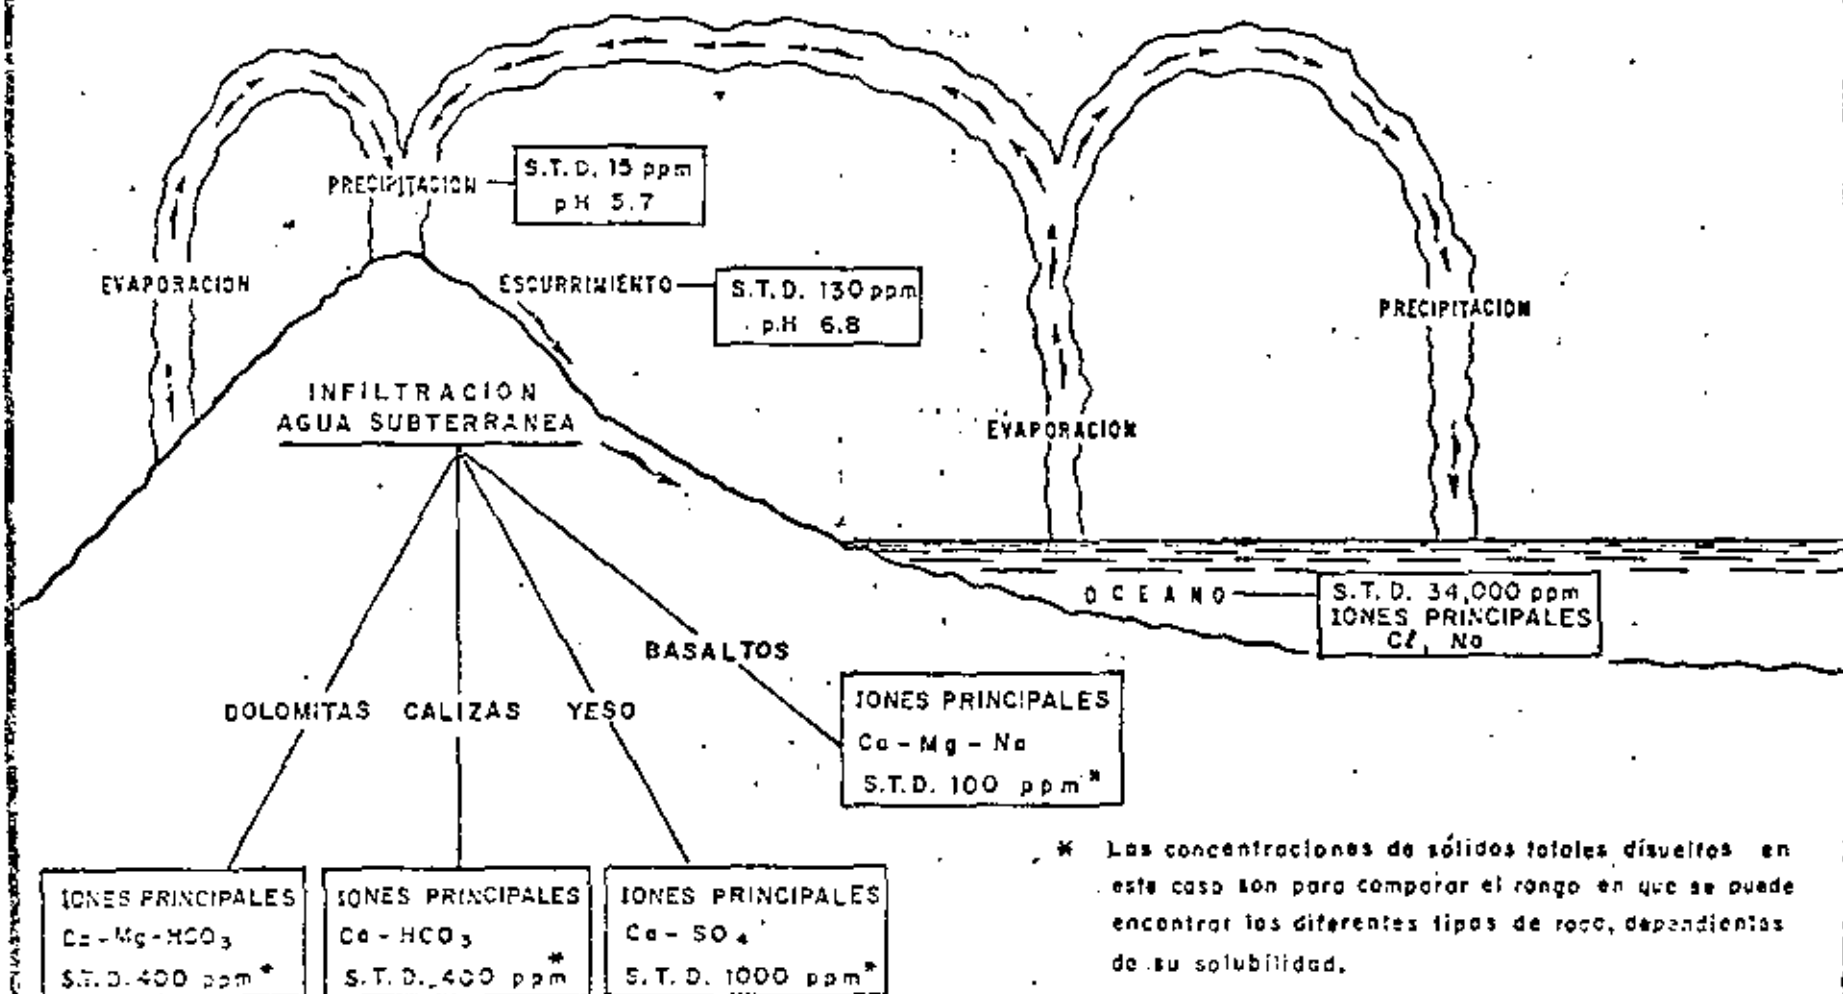 PRECIPITACION
S.T.D. 15 ppm
pH 5.7
EVAPORACION
ESCURRIMIENTO
S.T.D. 130 ppm
pH 6.8
PRECIPITACION
INFILTRACION
AGUA SUBTERRANEA
EVAPORACION
OCEANO
S.T.D. 34,000 ppm
IONES PRINCIPALES
Cl, Na
BASALTOS
DOLOMITAS CALIZAS YESO
IONES PRINCIPALES
Ca - Mg - Na
S.T.D. 100 ppm*
IONES PRINCIPALES
Ca - Mg - HCO3
S.T.D. 400 ppm*
IONES PRINCIPALES
Ca - HCO3
S.T.D. 400 ppm*
IONES PRINCIPALES
Ca - SO4
S.T.D. 1000 ppm*
* Las concentraciones de sólidos totales disueltos en
este caso son para comparar el rango en que se puede
encontrar los diferentes tipos de roca, dependientes
de su solubilidad.